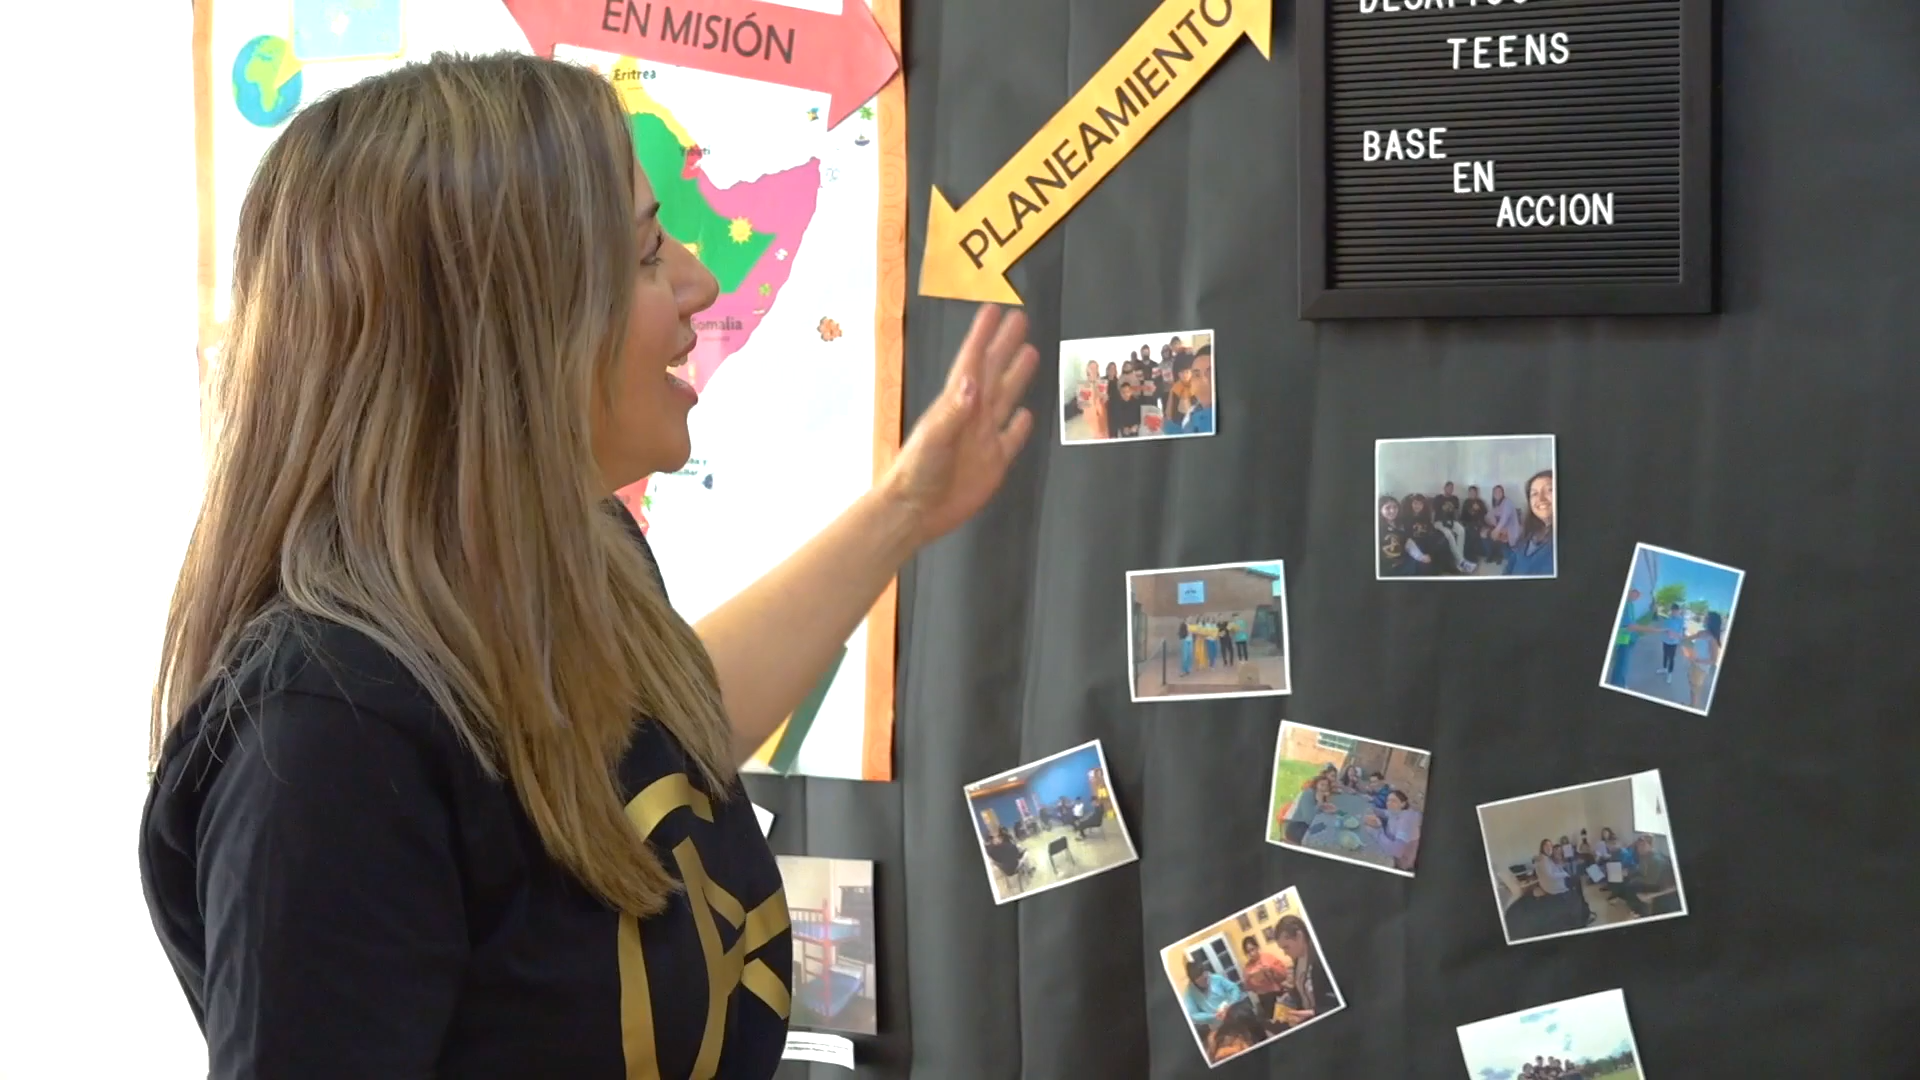 EN MISIÓN
Eritrea
Somalia
PLANEAMIENTO
TEENS
BASE
EN
ACCION